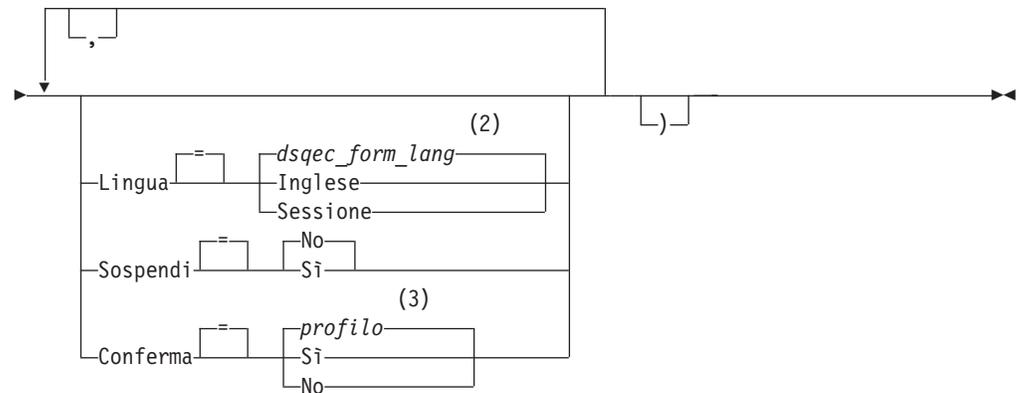 ,
)
(2)
= dsqec_form_lang
Lingua Inglese
Sessione
= No
Sospendi Sì
(3)
= profilo
Conferma Sì
No